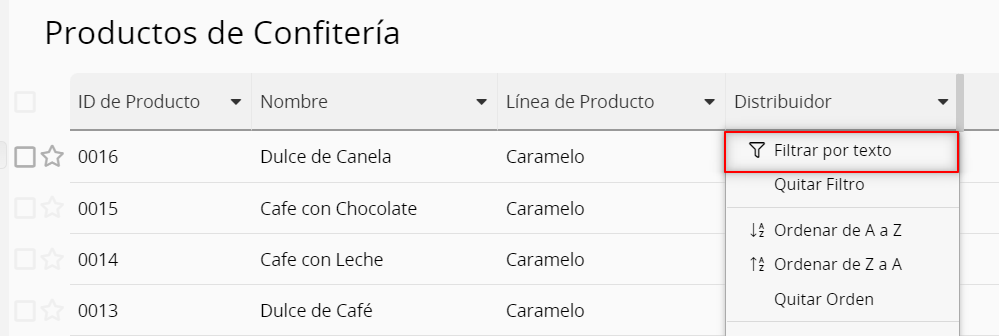 Productos de Confitería
ID de Producto Nombre Línea de Producto Distribuidor
0016 Dulce de Canela Caramelo Filtrar por texto
Quitar Filtro
0015 Cafe con Chocolate Caramelo
Ordenar de A a Z
0014 Cafe con Leche Caramelo Ordenar de Z a A
Quitar Orden
0013 Dulce de Café Caramelo